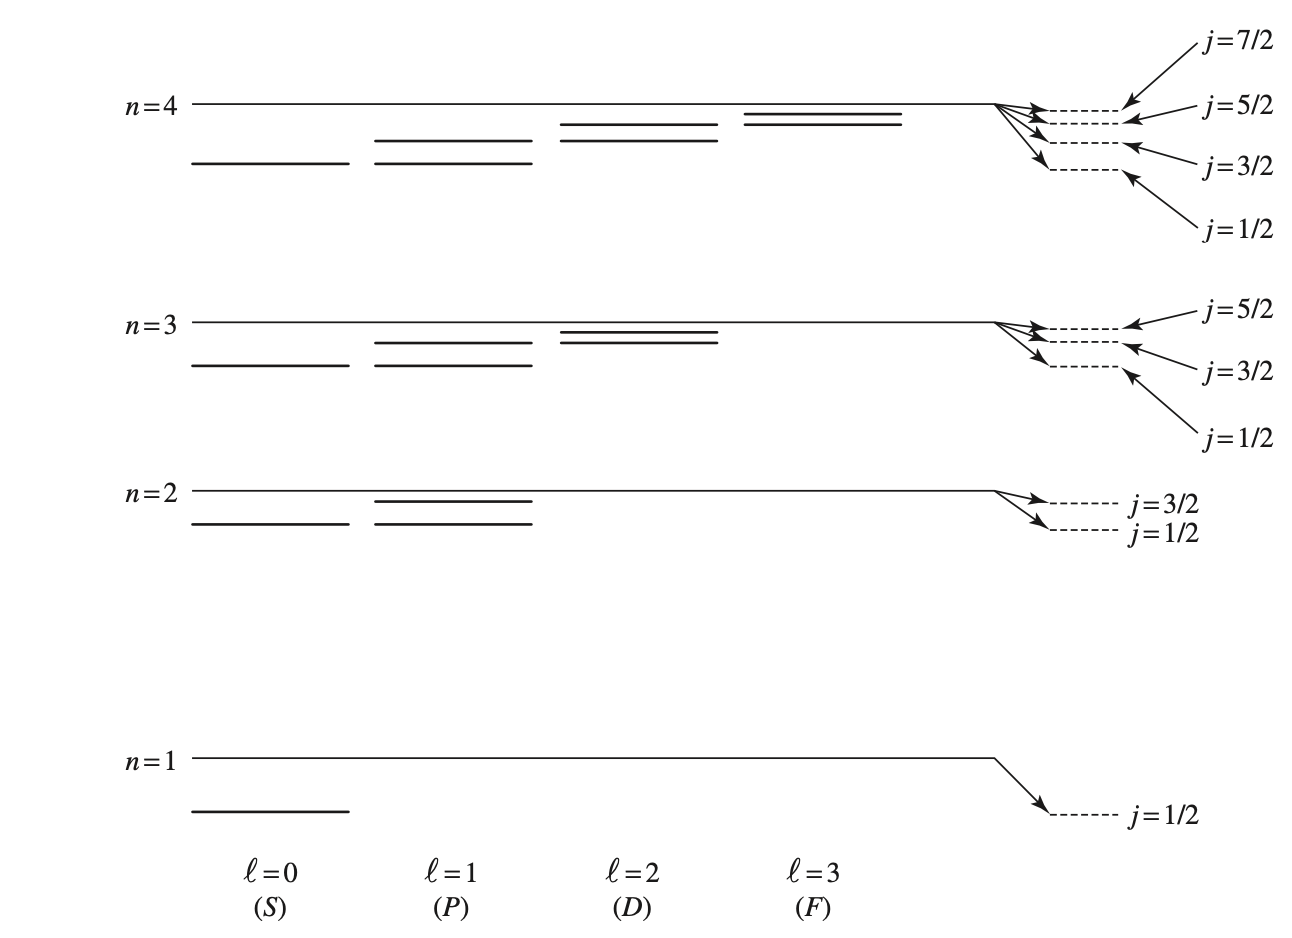 j=7/2
n=4
j=5/2
j=3/2
j=1/2
j=5/2
n=3
j=3/2
j=1/2
n=2
j=3/2
j=1/2
n=1
j=1/2
ℓ=0 ℓ=1 ℓ=2 ℓ=3
(S) (P) (D) (F)